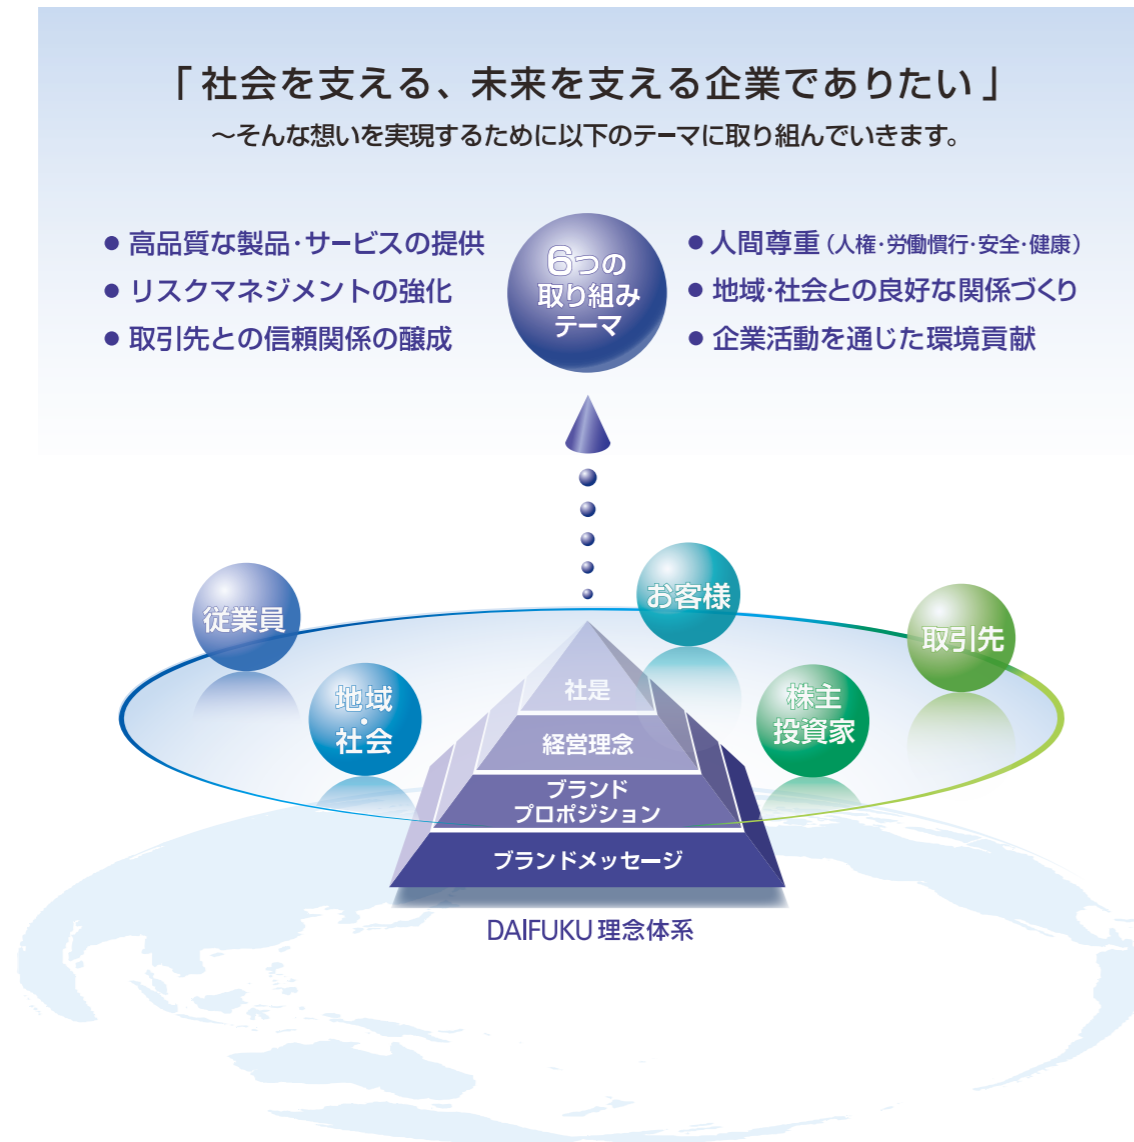 「 社会を支える、未来を支える企業でありたい 」
〜そんな想いを実現するために以下のテーマに取り組んでいきます。
● 高品質な製品・サービスの提供
● リスクマネジメントの強化
● 取引先との信頼関係の醸成
6つの
取り組み
テーマ
● 人間尊重（人権・労働慣行・安全・健康）
● 地域・社会との良好な関係づくり
● 企業活動を通じた環境貢献
従業員
お客様
取引先
地域
・
社会
株主
投資家
社是
経営理念
ブランド
プロポジション
ブランドメッセージ
DAIFUKU 理念体系